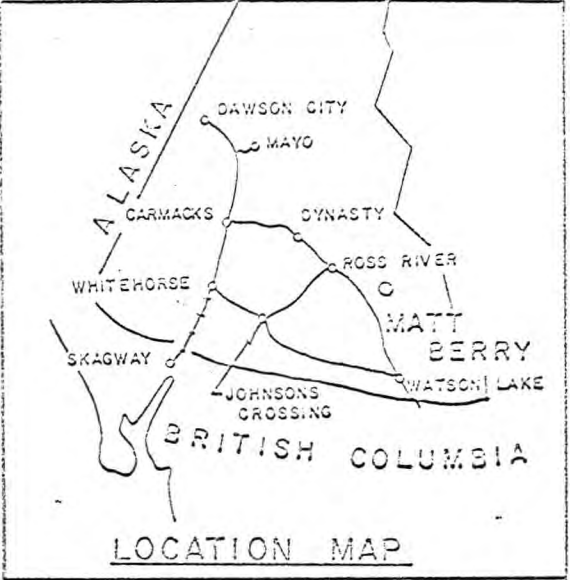 DAWSON CITY
MAYO
ALASKA
CARMACKS
DYNASTY
ROSS RIVER
WHITEHORSE
MATT
BERRY
SKAGWAY
WATSON LAKE
JOHNSONS
CROSSING
BRITISH COLUMBIA
LOCATION MAP